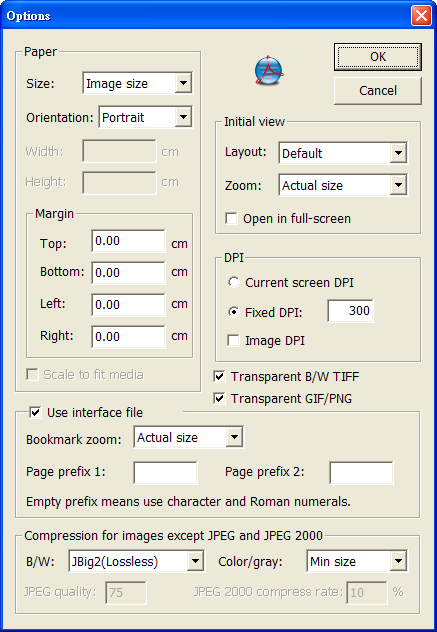 Options
Paper
Size: Image size
Orientation: Portrait
Width: cm
Height: cm
Margin
Top: 0.00 cm
Bottom: 0.00 cm
Left: 0.00 cm
Right: 0.00 cm
Scale to fit media
OK
Cancel
Initial view
Layout: Default
Zoom: Actual size
Open in full-screen
DPI
Current screen DPI
Fixed DPI: 300
Image DPI
Transparent B/W TIFF
Transparent GIF/PNG
Use interface file
Bookmark zoom: Actual size
Page prefix 1: Page prefix 2:
Empty prefix means use character and Roman numerals.
Compression for images except JPEG and JPEG 2000
B/W: JBig2(Lossless) Color/gray: Min size
JPEG quality: 75 JPEG 2000 compress rate: 10 %